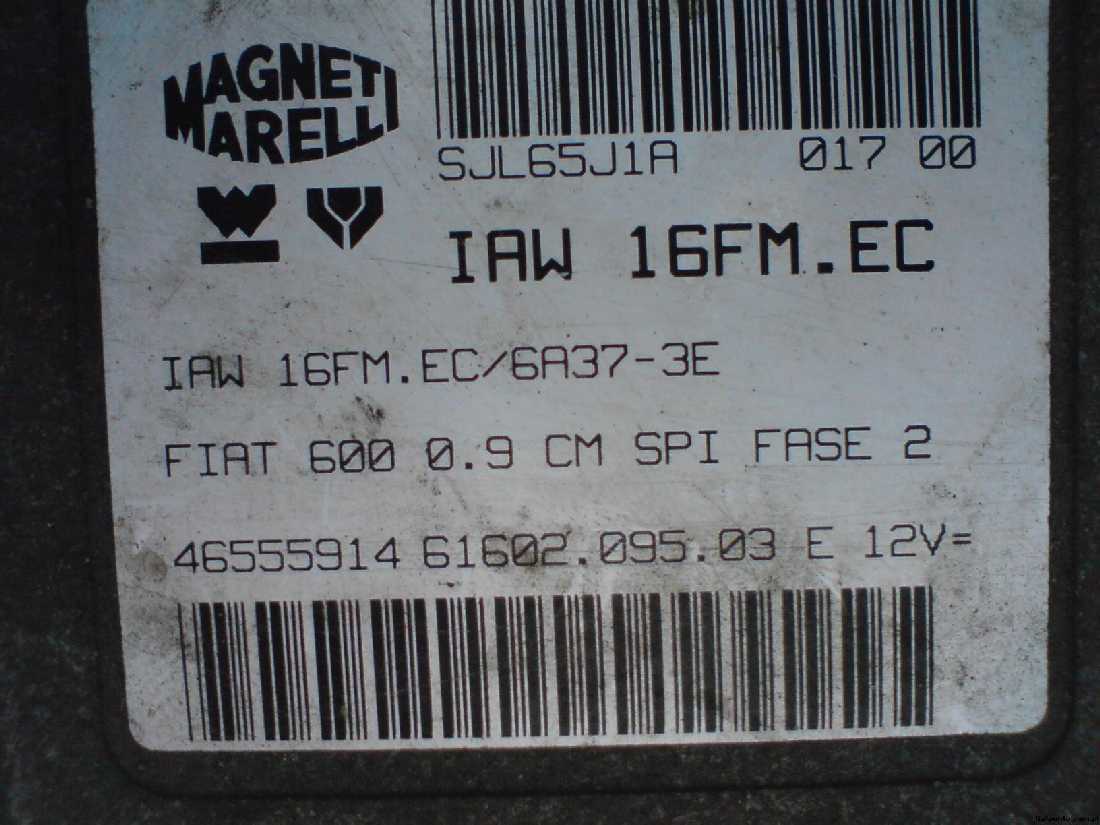 MAGNETI
MARELLI
SJL65J1A 017 00
IAW 16FM.EC
IAW 16FM.EC/6A37-3E
FIAT 600 0.9 CM SPI FASE 2
46555914 61602.095.03 E 12V=